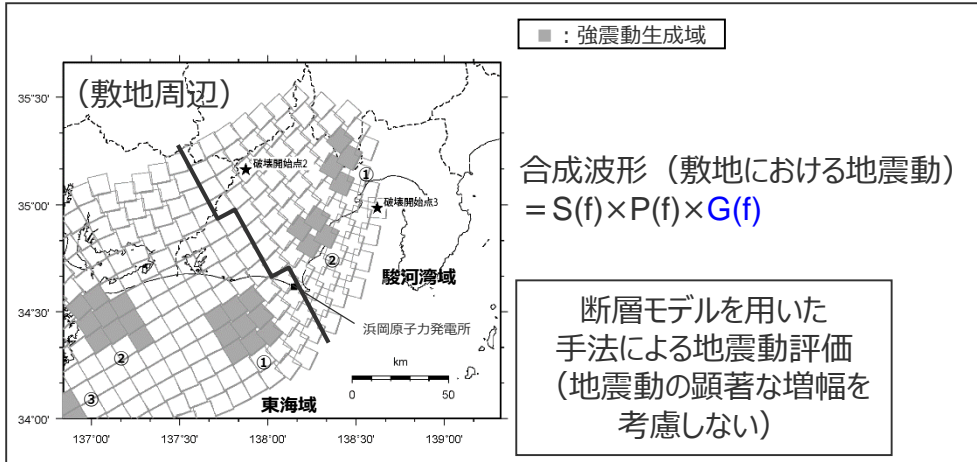 ■：強震動生成域
（敷地周辺）
35°30'
35°00'
34°30'
34°00'
137°00'
137°30'
138°00'
138°30'
139°00'
破壊開始点2
①
破壊開始点3
②
駿河湾域
浜岡原子力発電所
②
①
③
東海域
km
0
50
合成波形（敷地における地震動）
＝S(f)×P(f)×G(f)
断層モデルを用いた
手法による地震動評価
（地震動の顕著な増幅を
考慮しない）